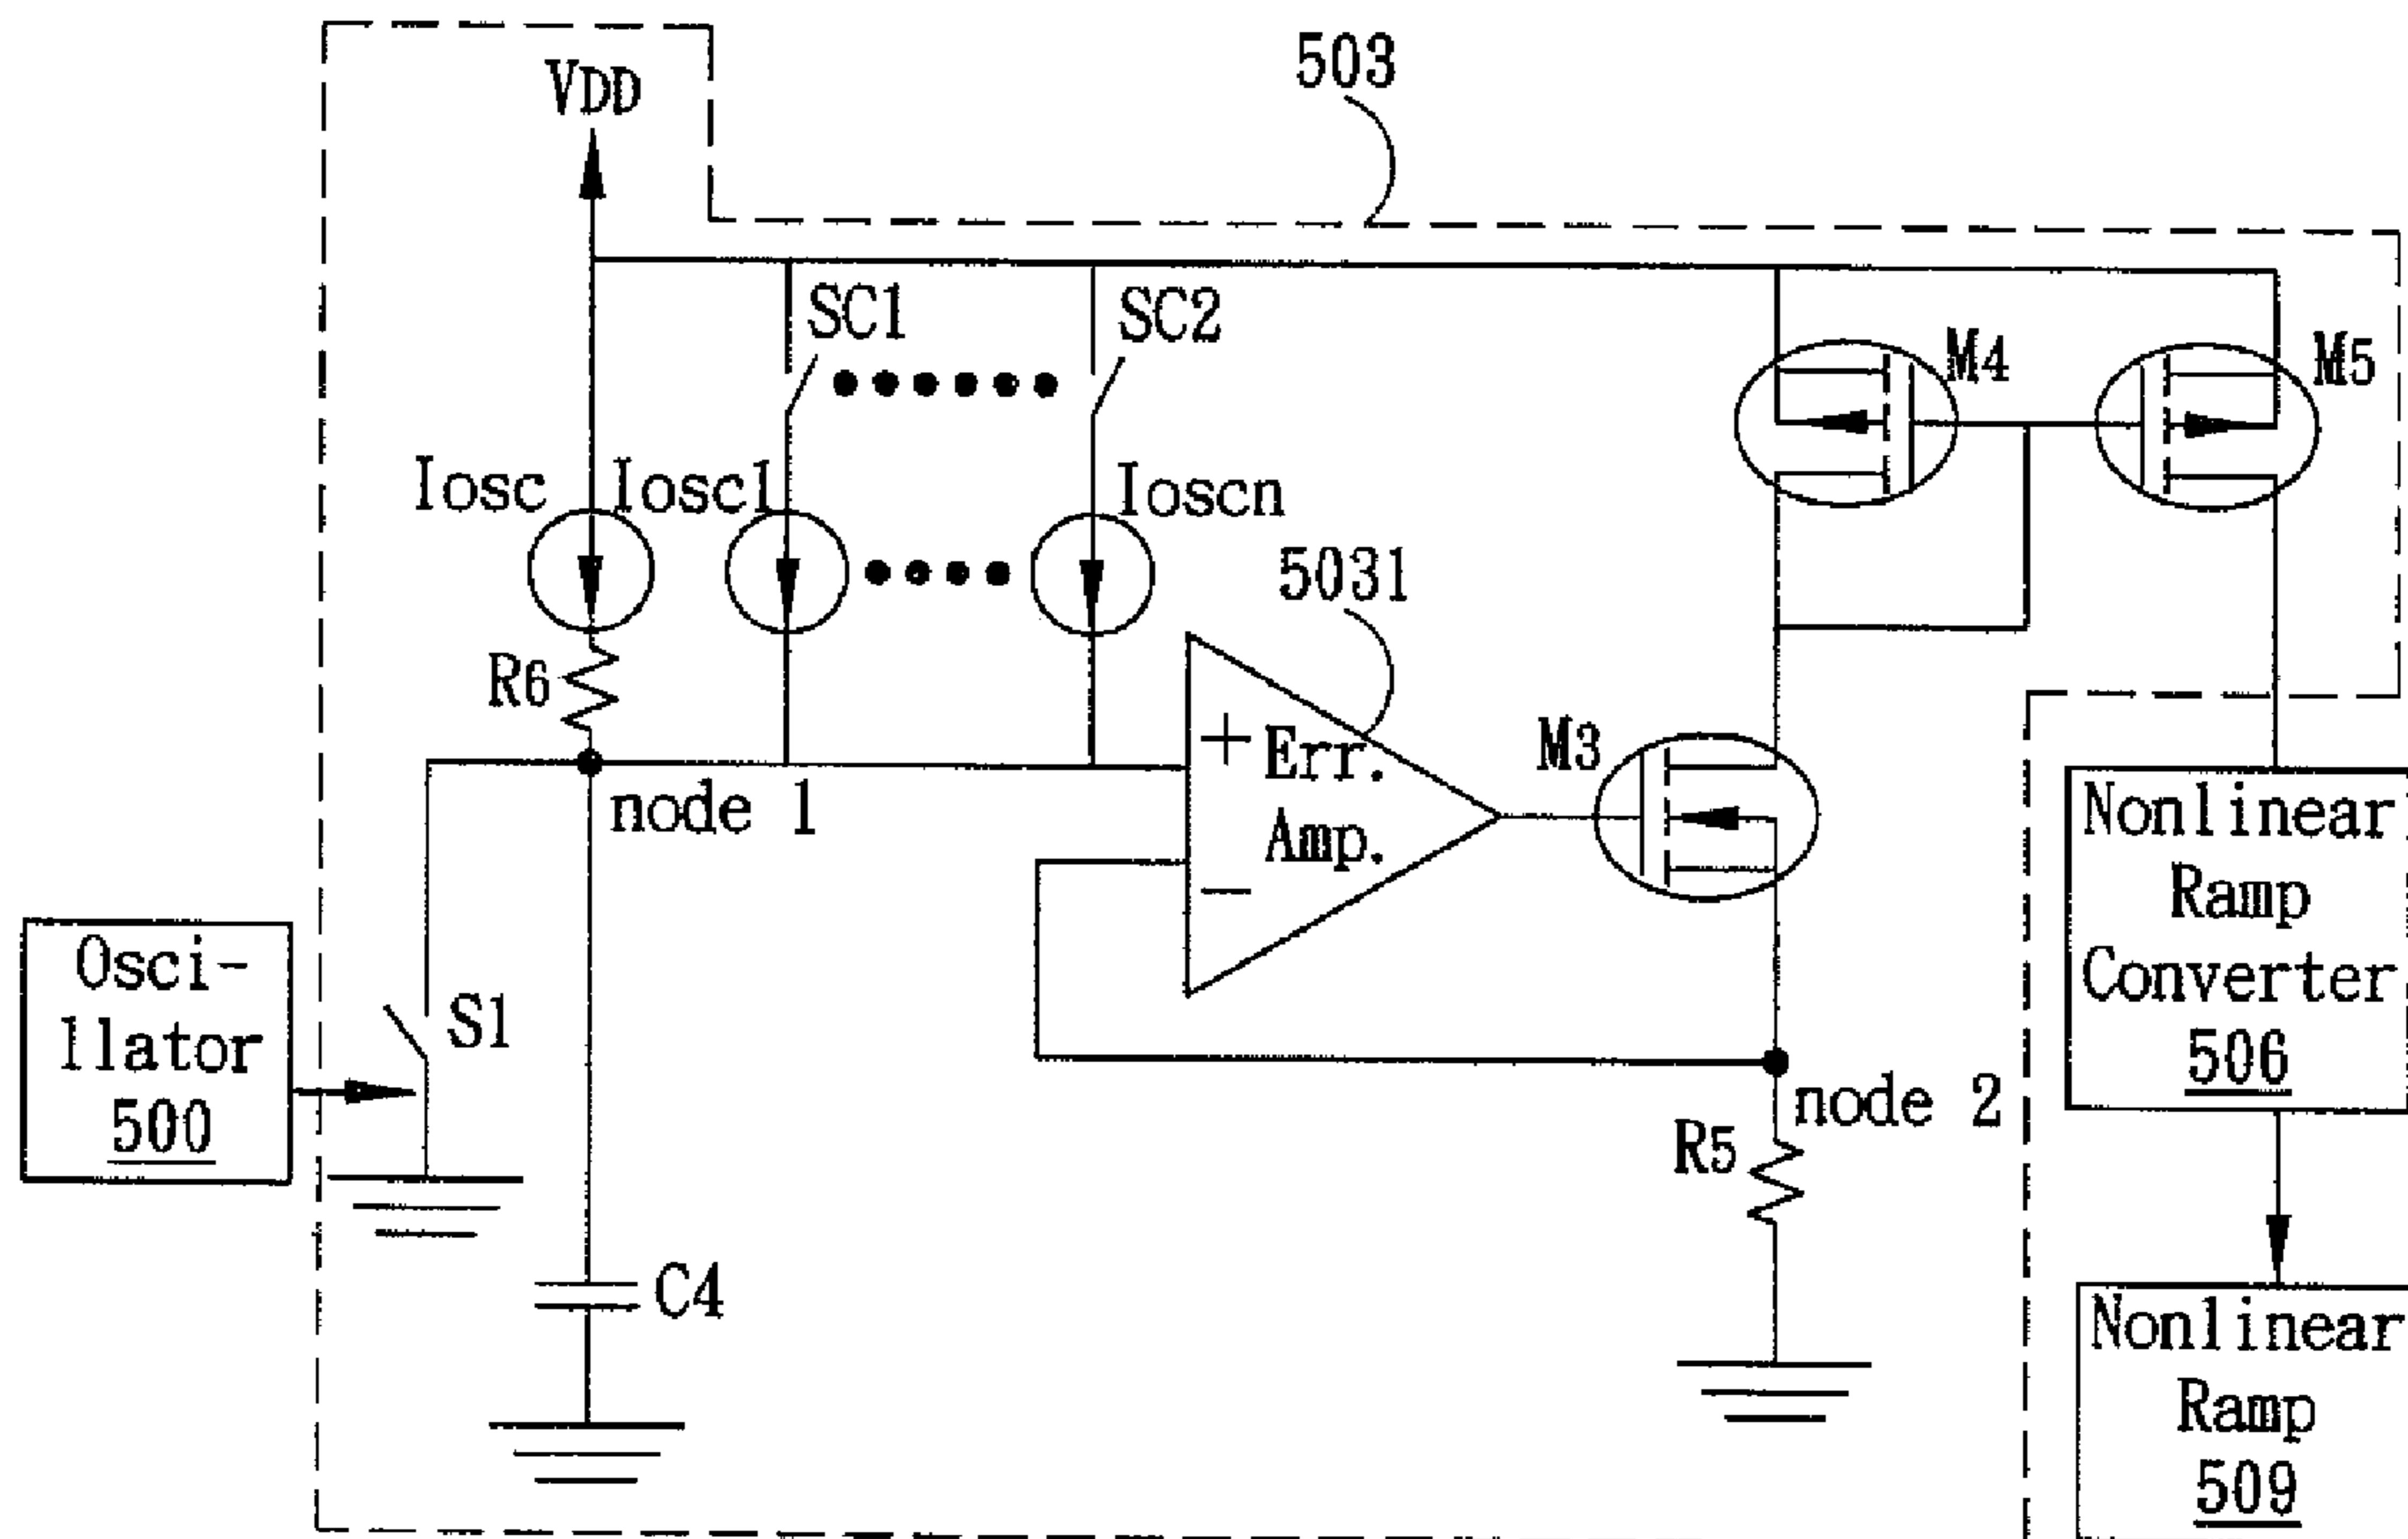 503
VDD
SC1
SC2
M4
M5
Iosc
Iosc1
Ioscn
5031
R6
+
Err.
Amp.
−
M3
node 1
Nonlinear
Ramp
Converter
506
Osci-
llator
500
S1
node 2
R5
C4
Nonlinear
Ramp
509